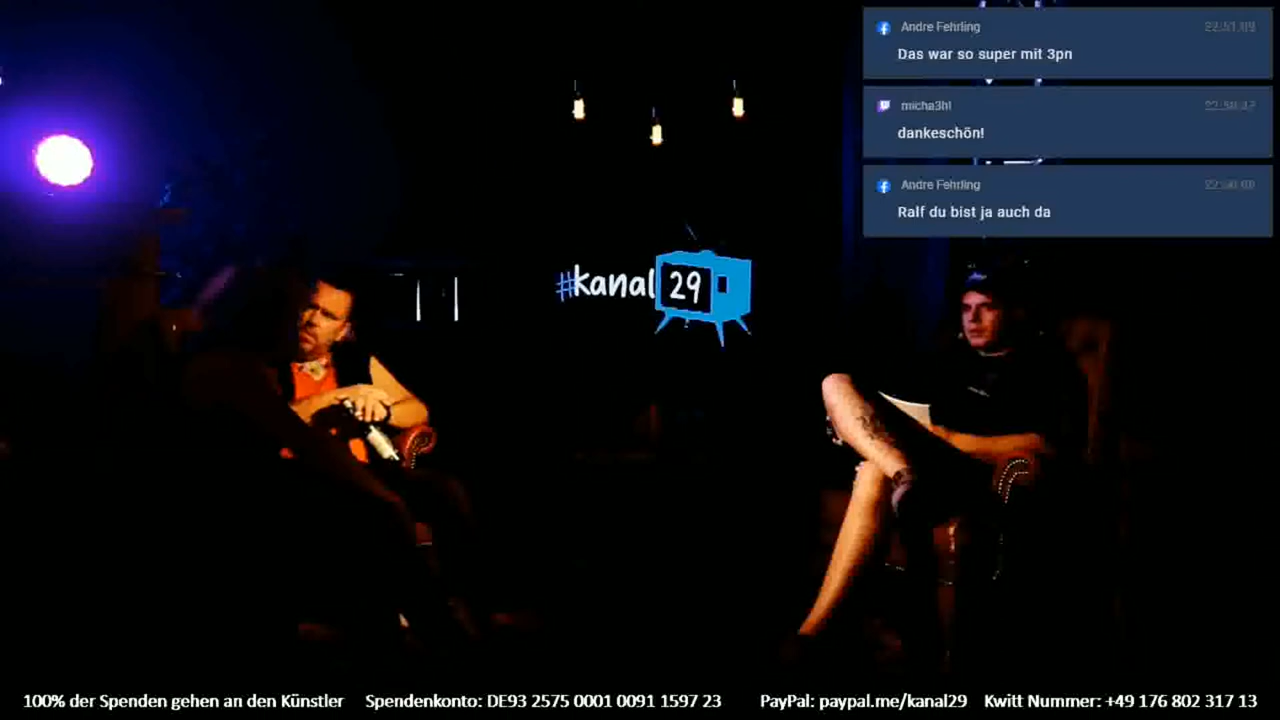 Andre Fehrling
Das war so super mit 3pn
micha3hl
dankeschön!
Andre Fehrling
Ralf du bist ja auch da
#kanal 29
100% der Spenden gehen an den Künstler Spendenkonto: DE93 2575 0001 0091 1597 23 PayPal: paypal.me/kanal29 Kwitt Nummer: +49 176 802 317 13